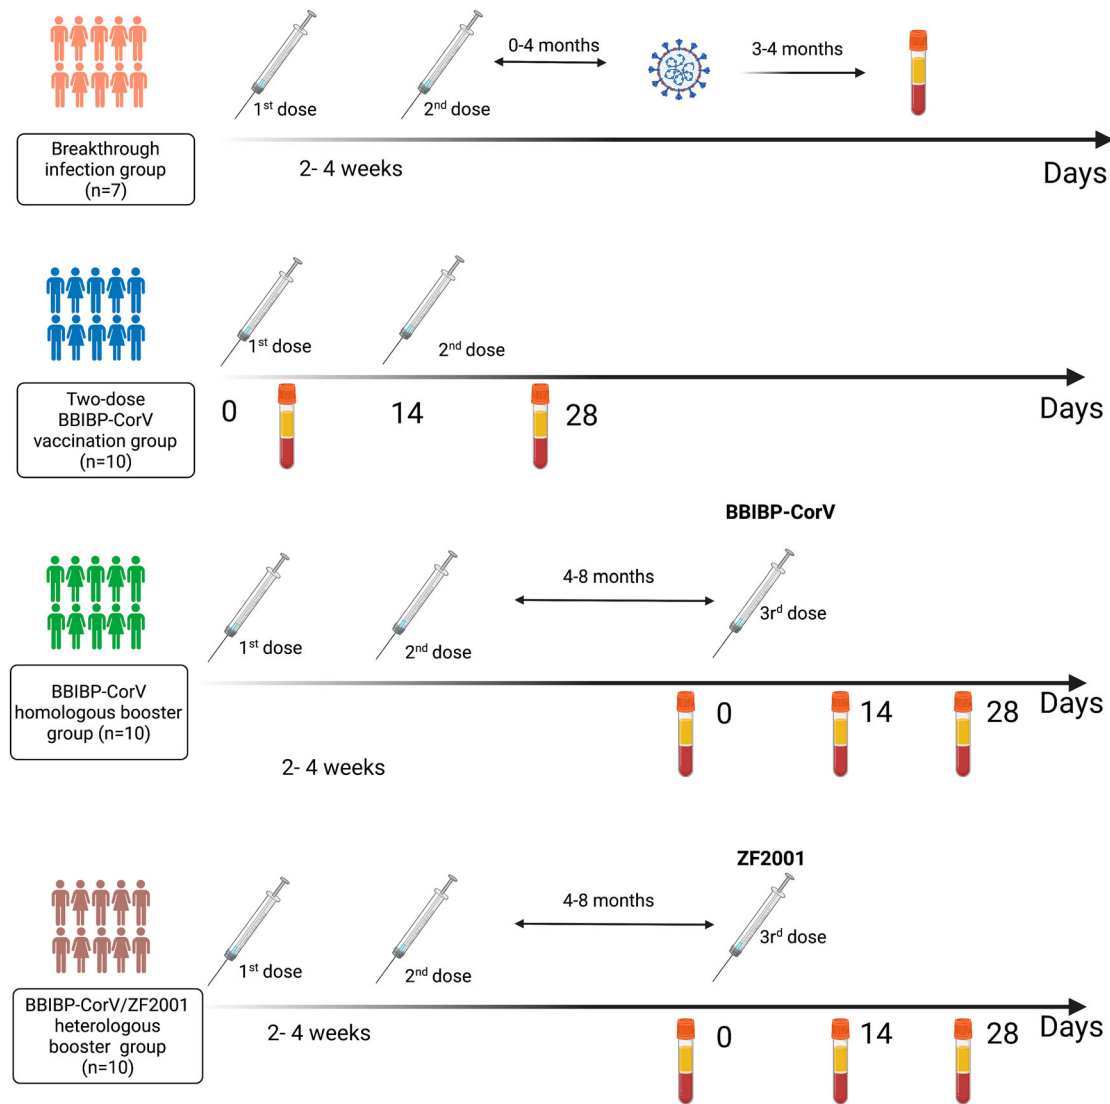 0-4 months
3-4 months
1st dose
2nd dose
Breakthrough
infection group
(n=7)
2- 4 weeks
Days
1st dose
2nd dose
Two-dose
BBIBP-CorV
vaccination group
(n=10)
0
14
28
Days
BBIBP-CorV
4-8 months
3rd dose
1st dose
2nd dose
BBIBP-CorV
homologous booster
group (n=10)
0
14
28
Days
2- 4 weeks
ZF2001
4-8 months
3rd dose
1st dose
2nd dose
BBIBP-CorV/ZF2001
heterologous
booster group
(n=10)
2- 4 weeks
0
14
28
Days